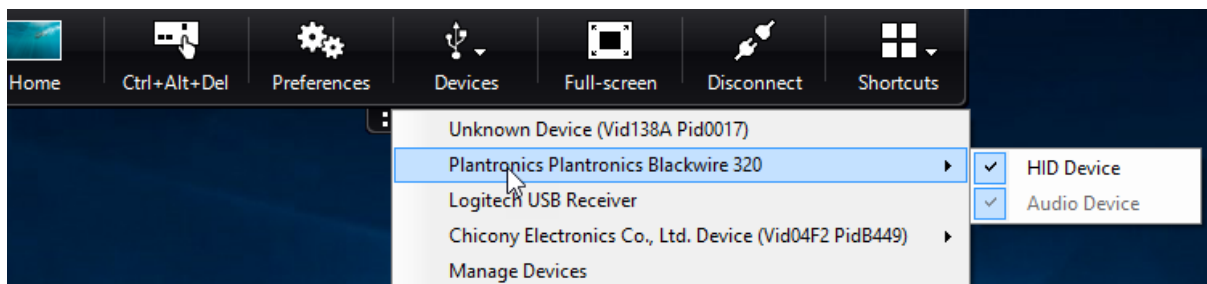 Home Ctrl+Alt+Del Preferences Devices Full-screen Disconnect Shortcuts
Unknown Device (Vid138A Pid0017)
Plantronics Plantronics Blackwire 320
HID Device
Logitech USB Receiver
Audio Device
Chicony Electronics Co., Ltd. Device (Vid04F2 PidB449)
Manage Devices